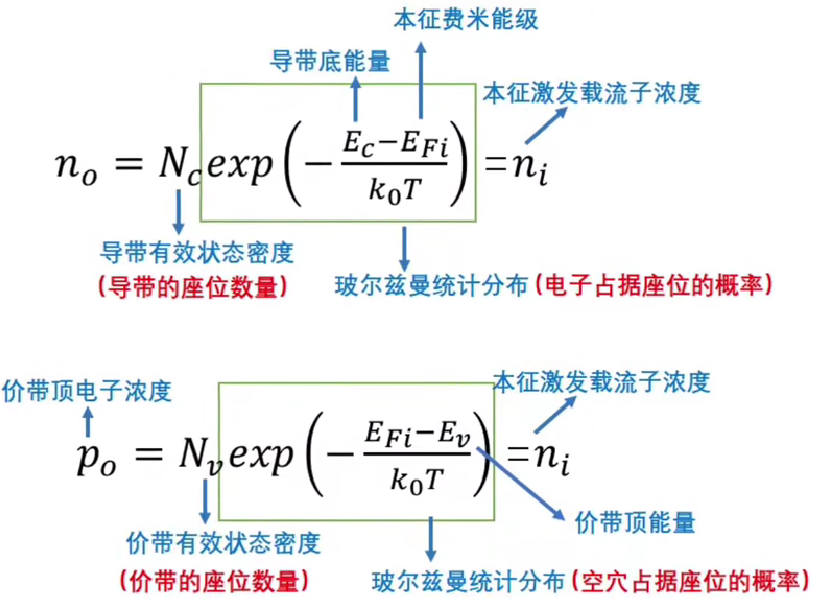 本征费米能级
导带底能量
本征激发载流子浓度
n_o = N_c exp(-\frac{E_c-E_{Fi}}{k_0T})=n_i
导带有效状态密度
(导带的座位数量)
玻尔兹曼统计分布(电子占据座位的概率)
价带顶电子浓度
本征激发载流子浓度
p_o = N_v exp(-\frac{E_{Fi}-E_v}{k_0T})=n_i
价带顶能量
价带有效状态密度
(价带的座位数量)
玻尔兹曼统计分布(空穴占据座位的概率)